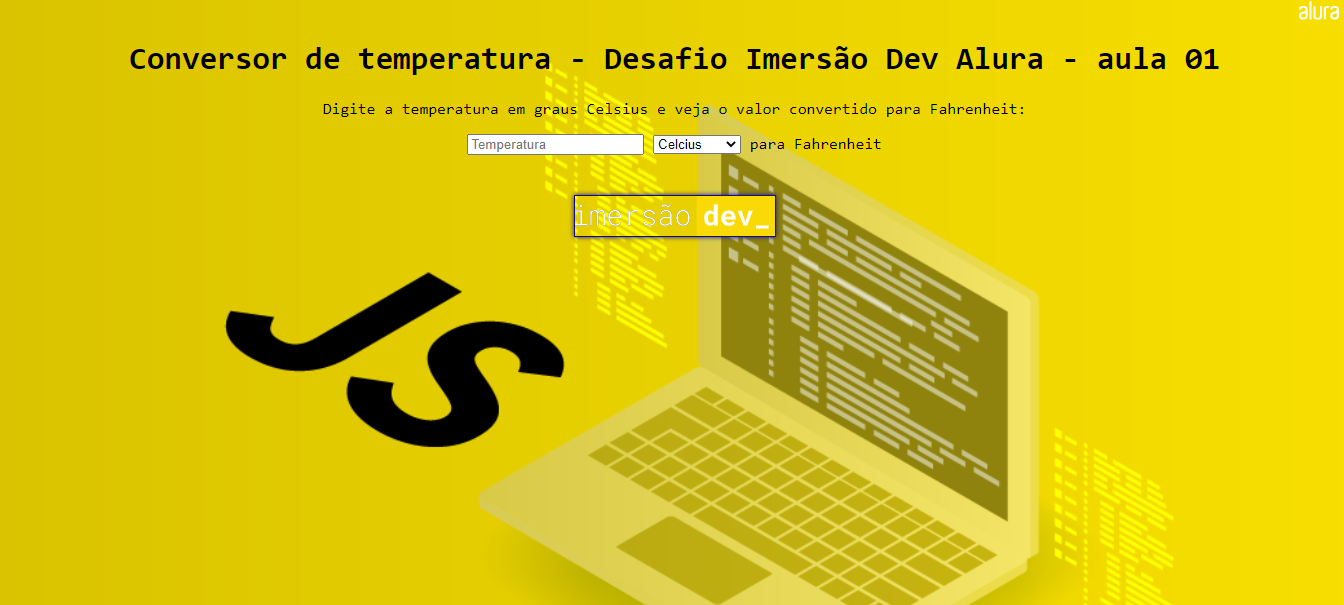 alura
Conversor de temperatura - Desafio Imersão Dev Alura - aula 01
Digite a temperatura em graus Celsius e veja o valor convertido para Fahrenheit:
Temperatura Celcius para Fahrenheit
imersão dev_
JS